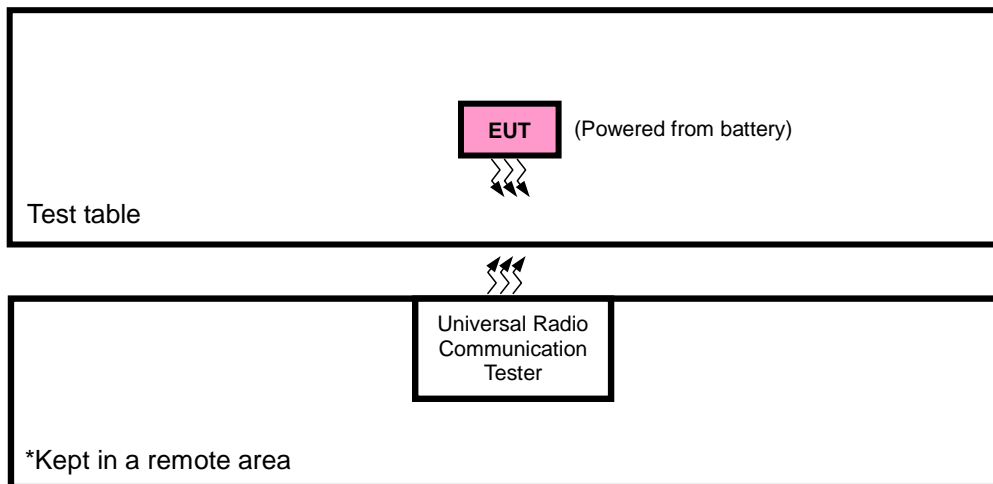 EUT
(Powered from battery)
Test table
Universal Radio
Communication
Tester
*Kept in a remote area